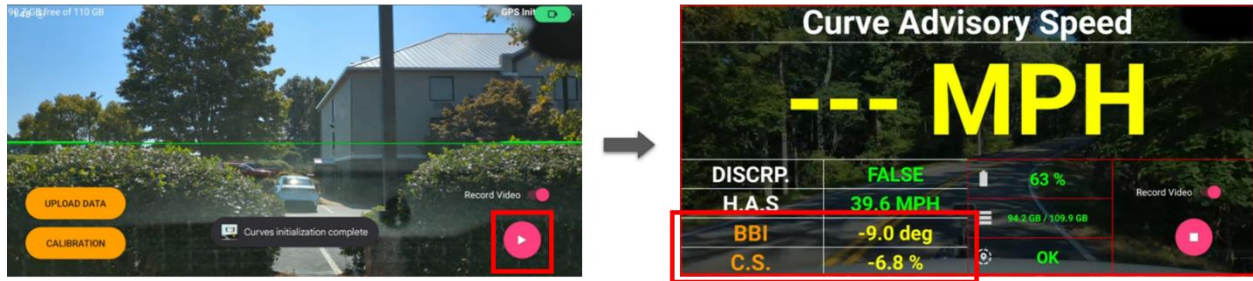 90.7 GB free of 110 GB
GPS Init
UPLOAD DATA
CALIBRATION
Record Video
Curves initialization complete
Curve Advisory Speed
--- MPH
DISCRP. FALSE 63 %
H.A.S 39.6 MPH 94.2 GB / 109.9 GB
BBI -9.0 deg
C.S. -6.8 % OK
Record Video